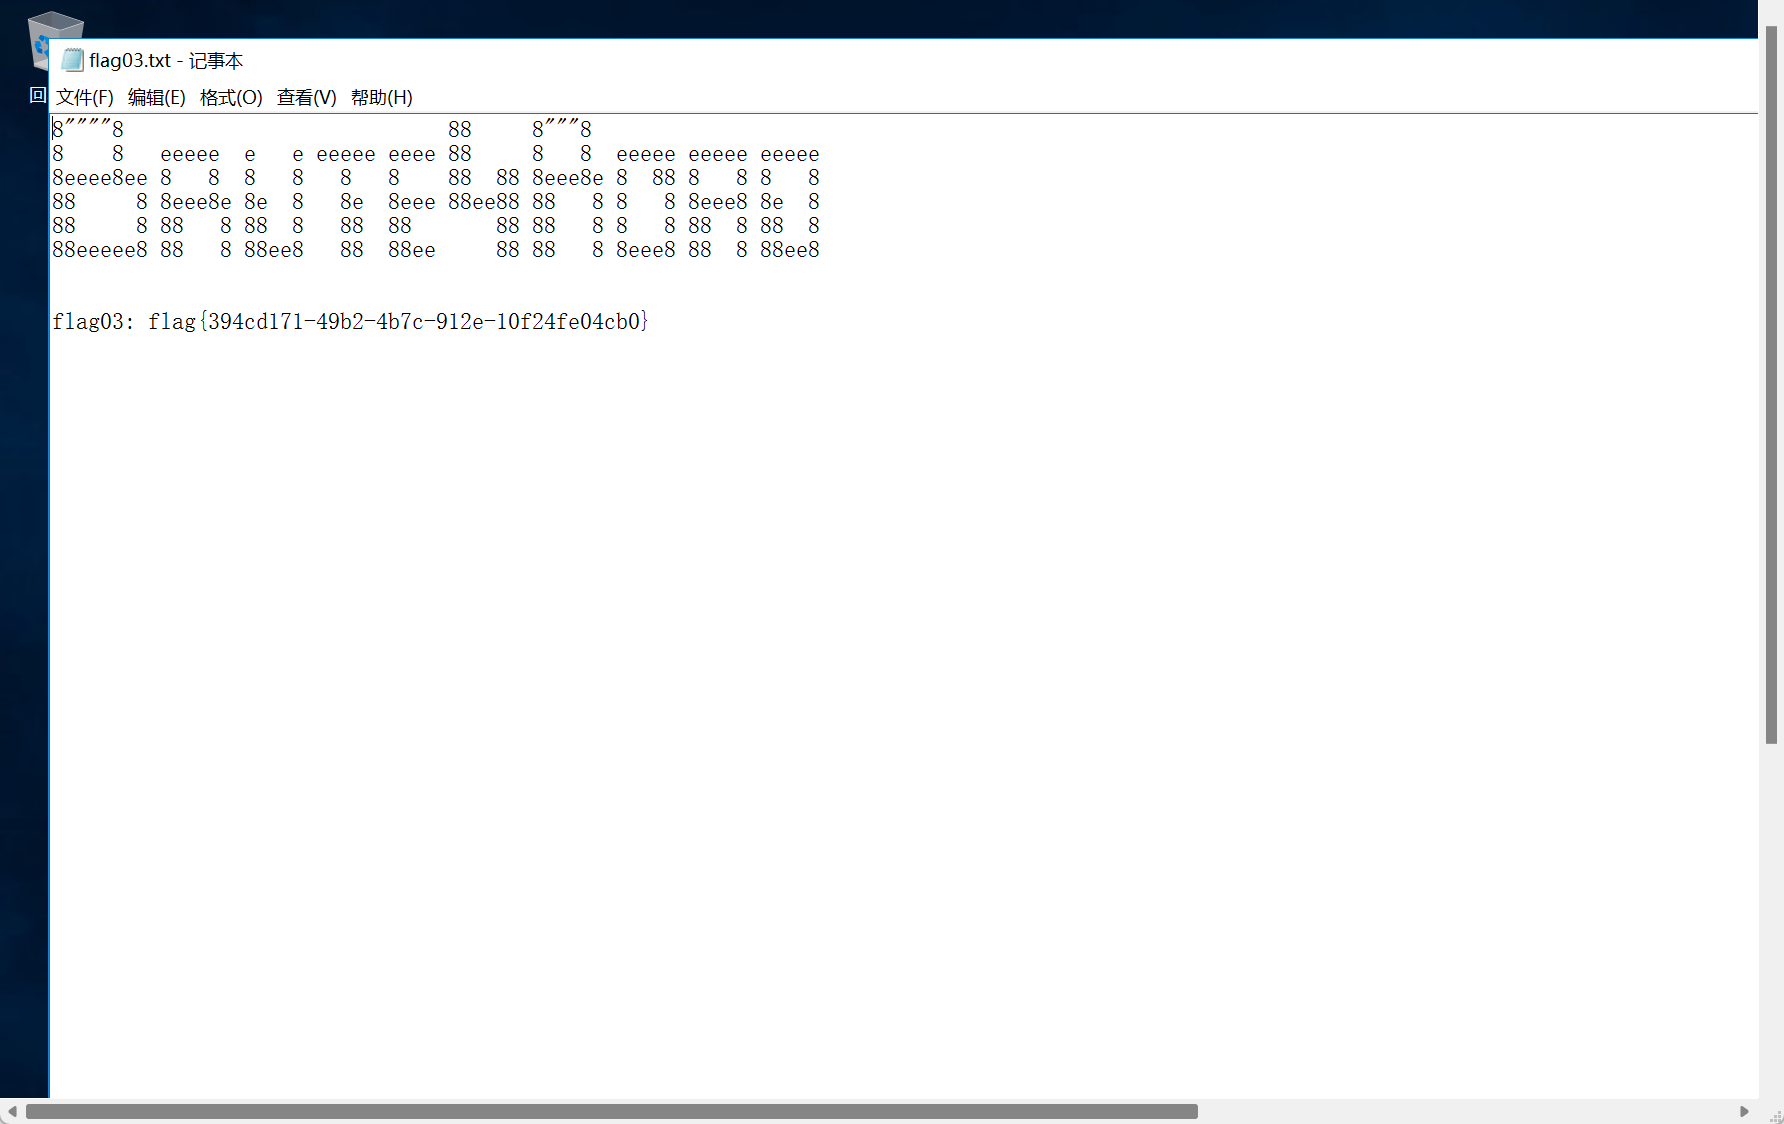 flag03.txt - 记事本
回
文件(F) 编辑(E) 格式(O) 查看(V) 帮助(H)
8""""8                           88     8"""8
8    8   eeeee  e   e eeeee eeee 88     8   8  eeeee eeeee eeeee
8eeee8ee 8   8  8   8   8   8    88  88 8eee8e 8  88 8   8 8   8
88     8 8eee8e 8e  8   8e  8eee 88ee88 88   8 8   8 8eee8 8e  8
88     8 88   8 88  8   88  88       88 88   8 8   8 88  8 88  8
88eeeee8 88   8 88ee8   88  88ee     88 88   8 8eee8 88  8 88ee8
flag03: flag{394cd171-49b2-4b7c-912e-10f24fe04cb0}